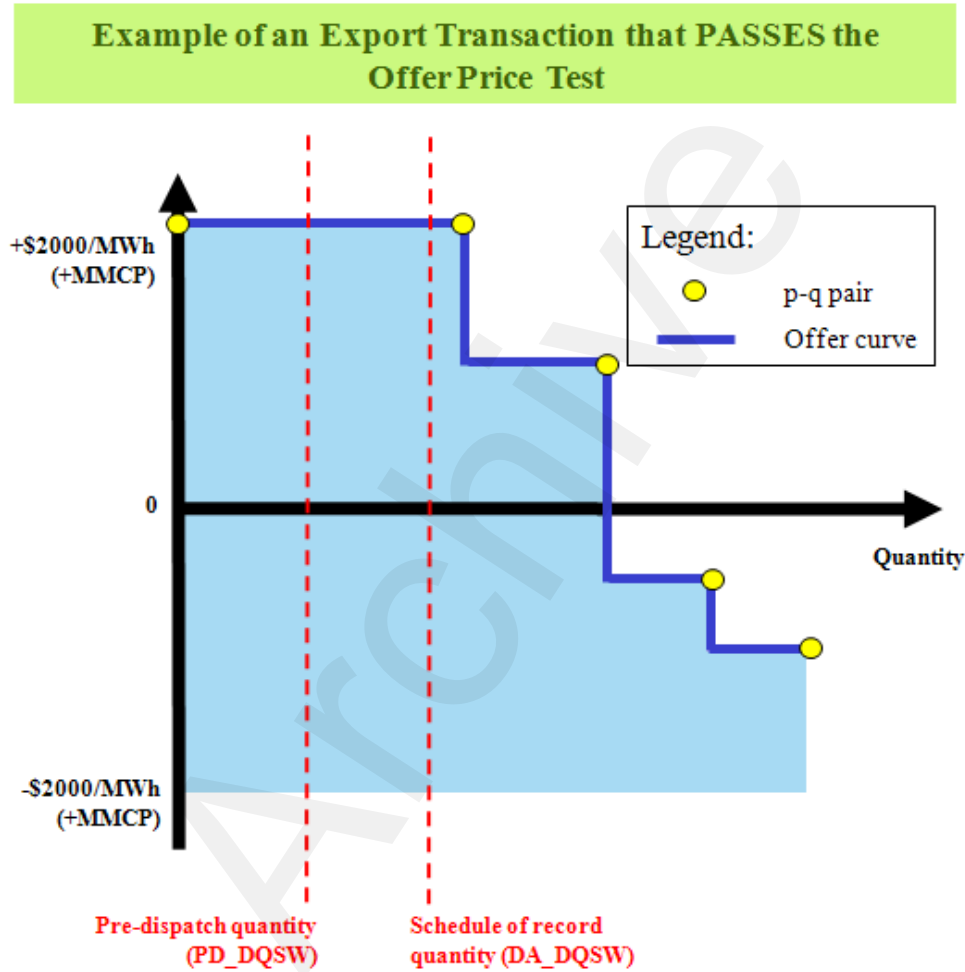 Example of an Export Transaction that PASSES the
Offer Price Test
+$2000/MWh
(+MMCP)
Legend:
p-q pair
Offer curve
0
Quantity
-$2000/MWh
(+MMCP)
Pre-dispatch quantity
(PD_DQSW)
Schedule of record
quantity (DA_DQSW)
Archive